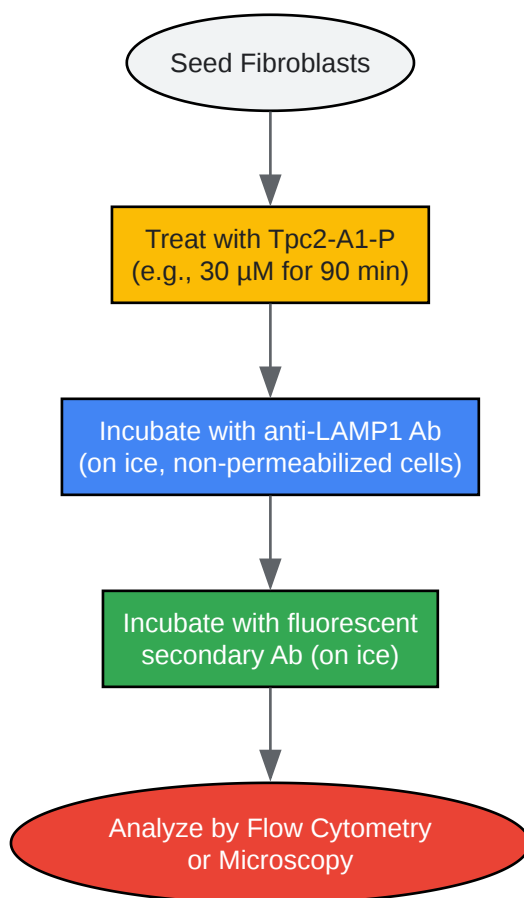 Seed Fibroblasts
Treat with Tpc2-A1-P
(e.g., 30 µM for 90 min)
Incubate with anti-LAMP1 Ab
(on ice, non-permeabilized cells)
Incubate with fluorescent
secondary Ab (on ice)
Analyze by Flow Cytometry
or Microscopy